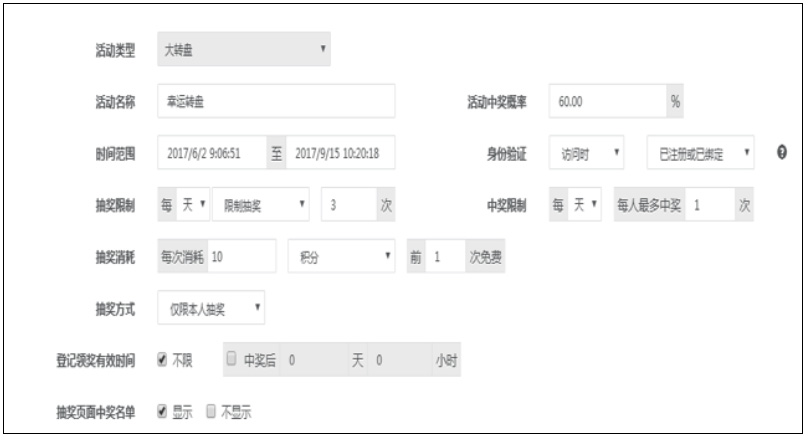 活动类型 大转盘
活动名称 幸运转盘 活动中奖概率 60.00 %
时间范围 2017/6/2 9:06:51 至 2017/9/15 10:20:18 身份验证 访问时 已注册或已绑定
抽奖限制 每 天 限制抽奖 3 次 中奖限制 每 天 每人最多中奖 1 次
抽奖消耗 每次消耗 10 积分 前 1 次免费
抽奖方式 仅限本人抽奖
登记领奖有效时间 不限 中奖后 0 天 0 小时
抽奖页面中奖名单 显示 不显示